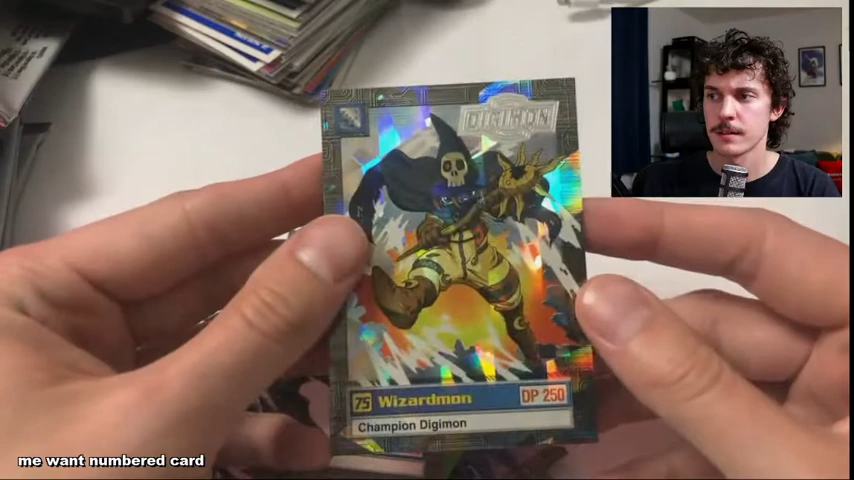 DIGIMON
75 Wizardmon DP 250
Champion Digimon
me want numbered card